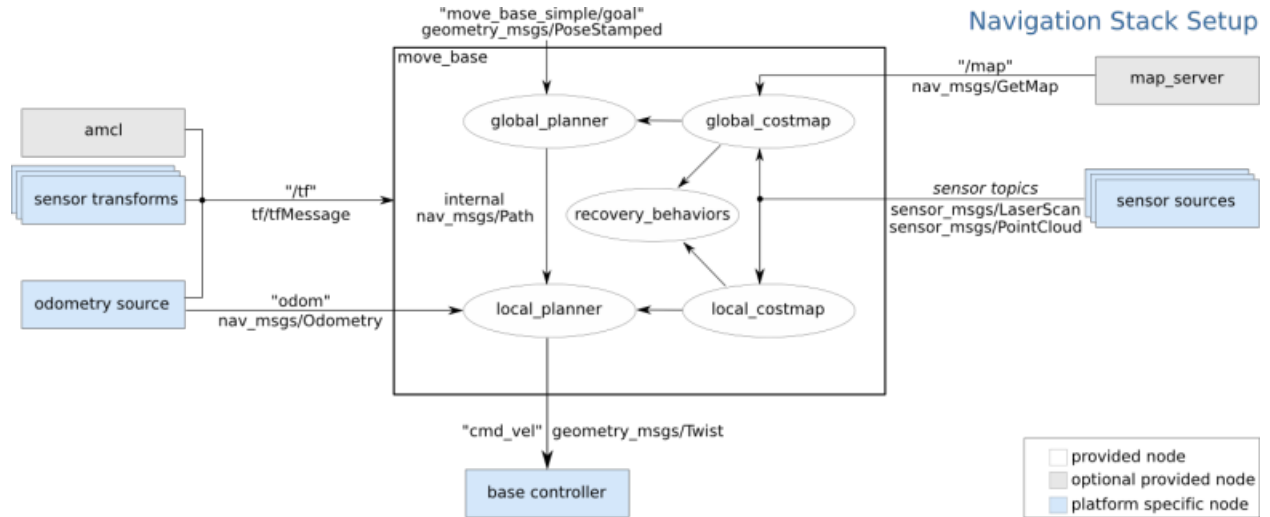 Navigation Stack Setup
"move_base_simple/goal"
geometry_msgs/PoseStamped
move_base
"/map"
nav_msgs/GetMap
map_server
amcl
global_planner
global_costmap
sensor transforms
"/tf"
tf/tfMessage
internal
nav_msgs/Path
recovery_behaviors
sensor topics
sensor_msgs/LaserScan
sensor_msgs/PointCloud
sensor sources
odometry source
"odom"
nav_msgs/Odometry
local_planner
local_costmap
"cmd_vel" geometry_msgs/Twist
base controller
provided node
optional provided node
platform specific node